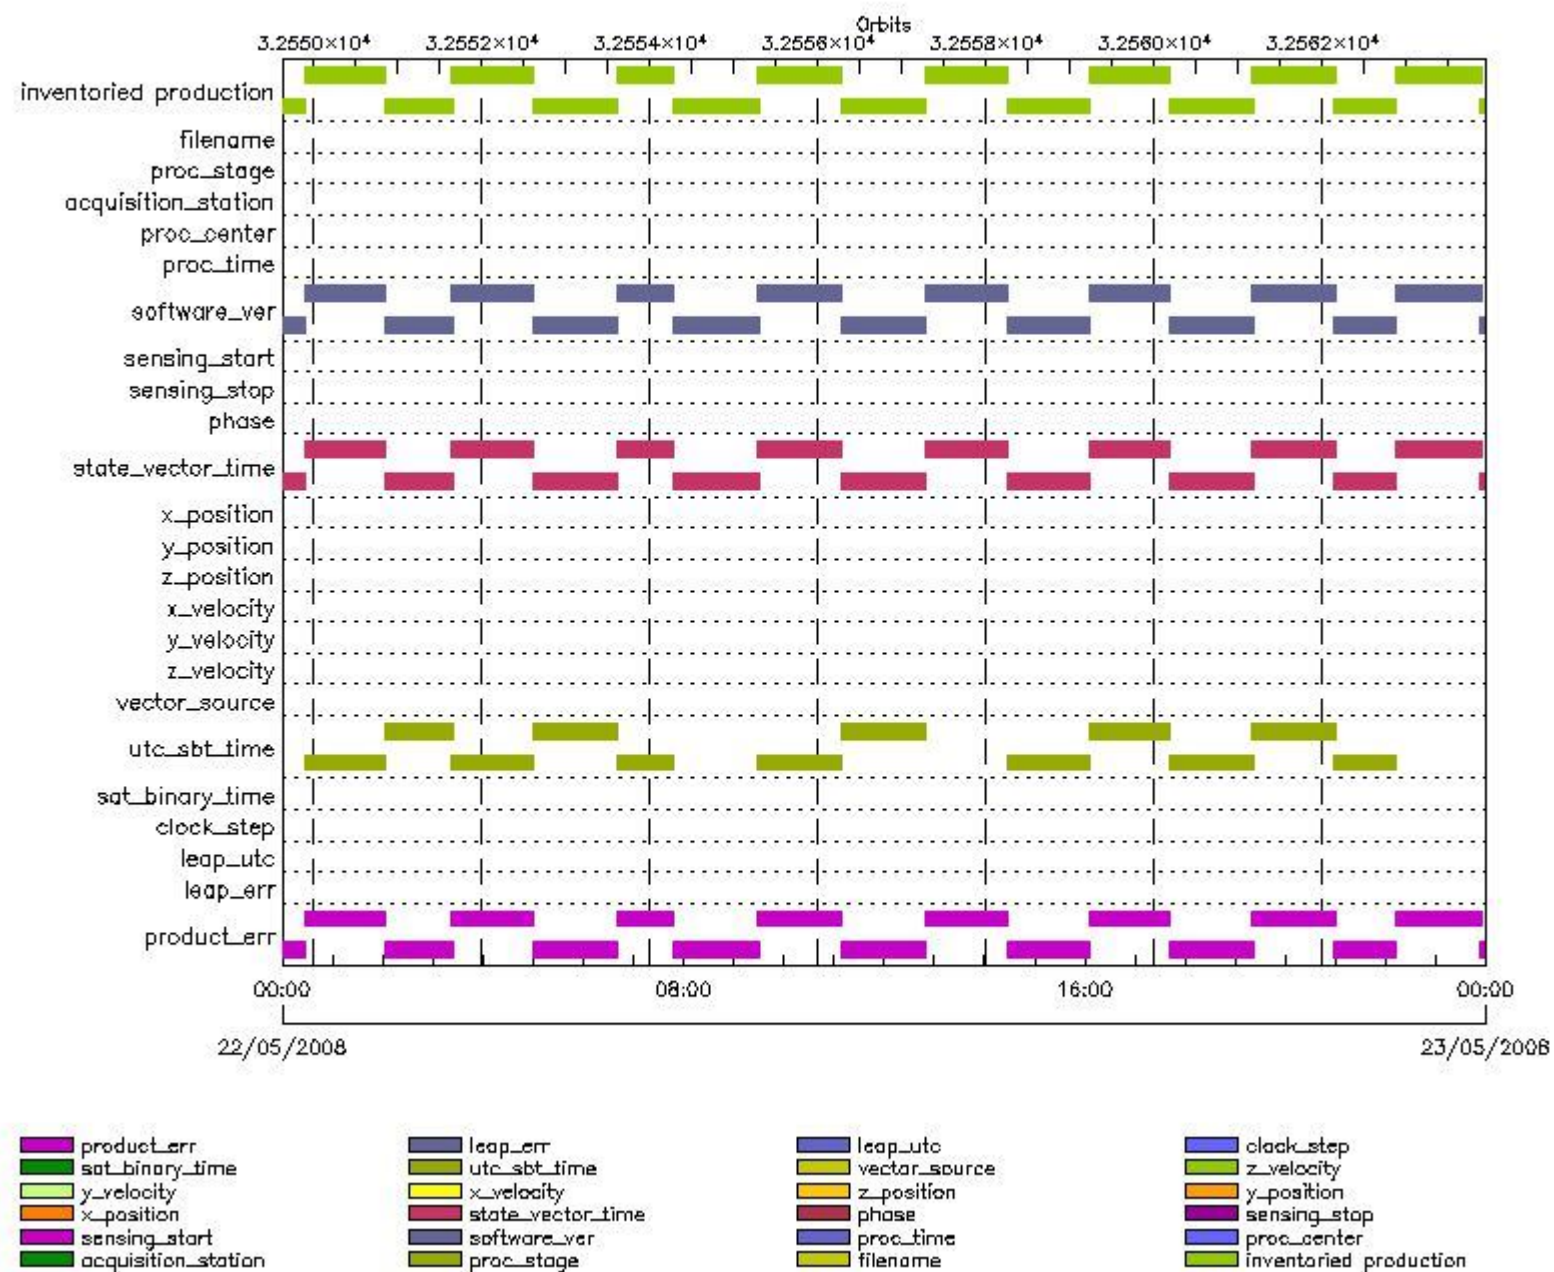 Orbits
3.2550×10⁴ 3.2552×10⁴ 3.2554×10⁴ 3.2556×10⁴ 3.2558×10⁴ 3.2560×10⁴ 3.2562×10⁴
inventoried production
filename
proc_stage
acquisition_station
proc_center
proc_time
software_ver
sensing_start
sensing_stop
phase
state_vector_time
x_position
y_position
z_position
x_velocity
y_velocity
z_velocity
vector_source
utc_sbt_time
sat_binary_time
clock_step
leap_utc
leap_err
product_err
00:00 08:00 16:00 00:00
22/05/2008 23/05/2008
product_err leap_err leap_utc clock_step
sat_binary_time utc_sbt_time vector_source z_velocity
y_velocity x_velocity z_position y_position
x_position state_vector_time phase sensing_stop
sensing_start software_ver proc_time proc_center
acquisition_station proc_stage filename inventoried production